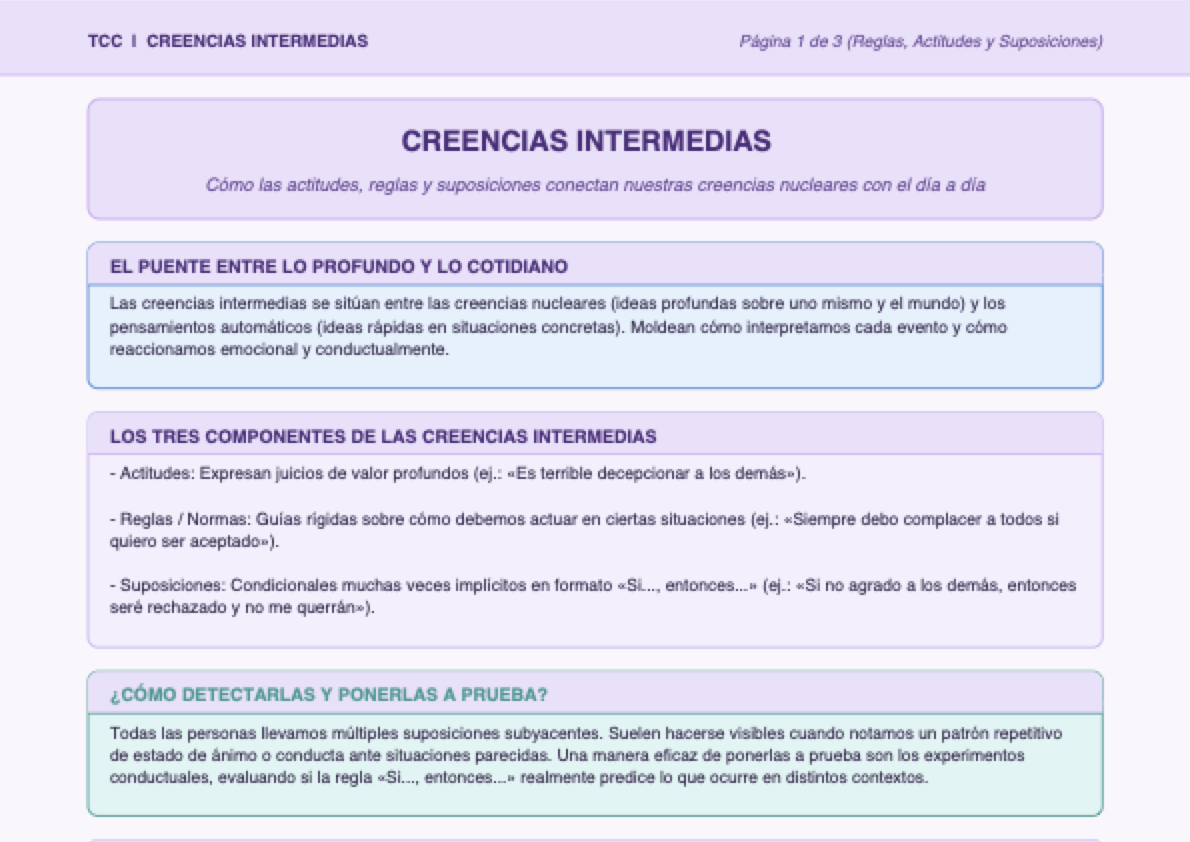 TCC | CREENCIAS INTERMEDIAS
Página 1 de 3 (Reglas, Actitudes y Suposiciones)
CREENCIAS INTERMEDIAS
Cómo las actitudes, reglas y suposiciones conectan nuestras creencias nucleares con el día a día
EL PUENTE ENTRE LO PROFUNDO Y LO COTIDIANO
Las creencias intermedias se sitúan entre las creencias nucleares (ideas profundas sobre uno mismo y el mundo) y los
pensamientos automáticos (ideas rápidas en situaciones concretas). Moldean cómo interpretamos cada evento y cómo
reaccionamos emocional y conductualmente.
LOS TRES COMPONENTES DE LAS CREENCIAS INTERMEDIAS
- Actitudes: Expresan juicios de valor profundos (ej.: «Es terrible decepcionar a los demás»).
- Reglas / Normas: Guías rígidas sobre cómo debemos actuar en ciertas situaciones (ej.: «Siempre debo complacer a todos si
quiero ser aceptado»).
- Suposiciones: Condicionales muchas veces implícitos en formato «Si..., entonces...» (ej.: «Si no agrado a los demás, entonces
seré rechazado y no me querrán»).
¿CÓMO DETECTARLAS Y PONERLAS A PRUEBA?
Todas las personas llevamos múltiples suposiciones subyacentes. Suelen hacerse visibles cuando notamos un patrón repetitivo
de estado de ánimo o conducta ante situaciones parecidas. Una manera eficaz de ponerlas a prueba son los experimentos
conductuales, evaluando si la regla «Si..., entonces...» realmente predice lo que ocurre en distintos contextos.